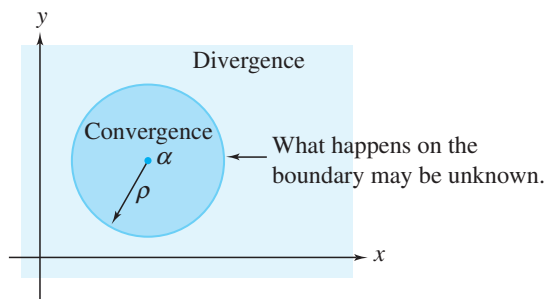 y
Divergence
Convergence
α
ρ
What happens on the
boundary may be unknown.
x